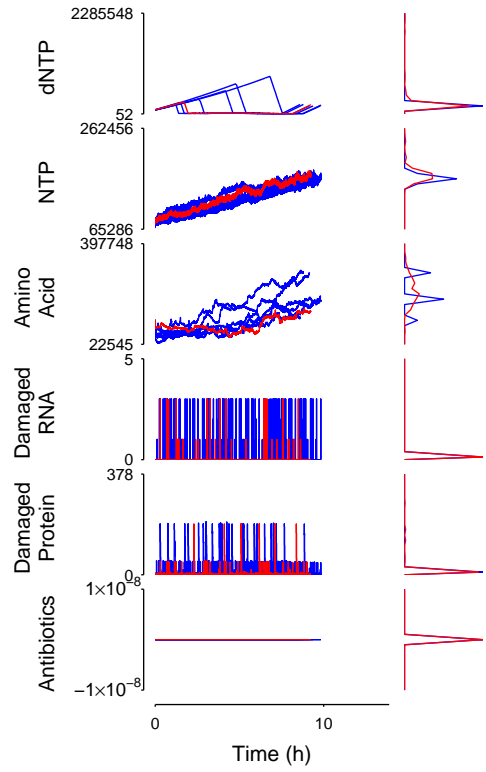 2285548
dNTP
52
262456
NTP
65286
397748
Amino
Acid
22545
5
Damaged
RNA
0
378
Damaged
Protein
0
1×10⁻⁸
Antibiotics
−1×10⁻⁸
0 10
Time (h)